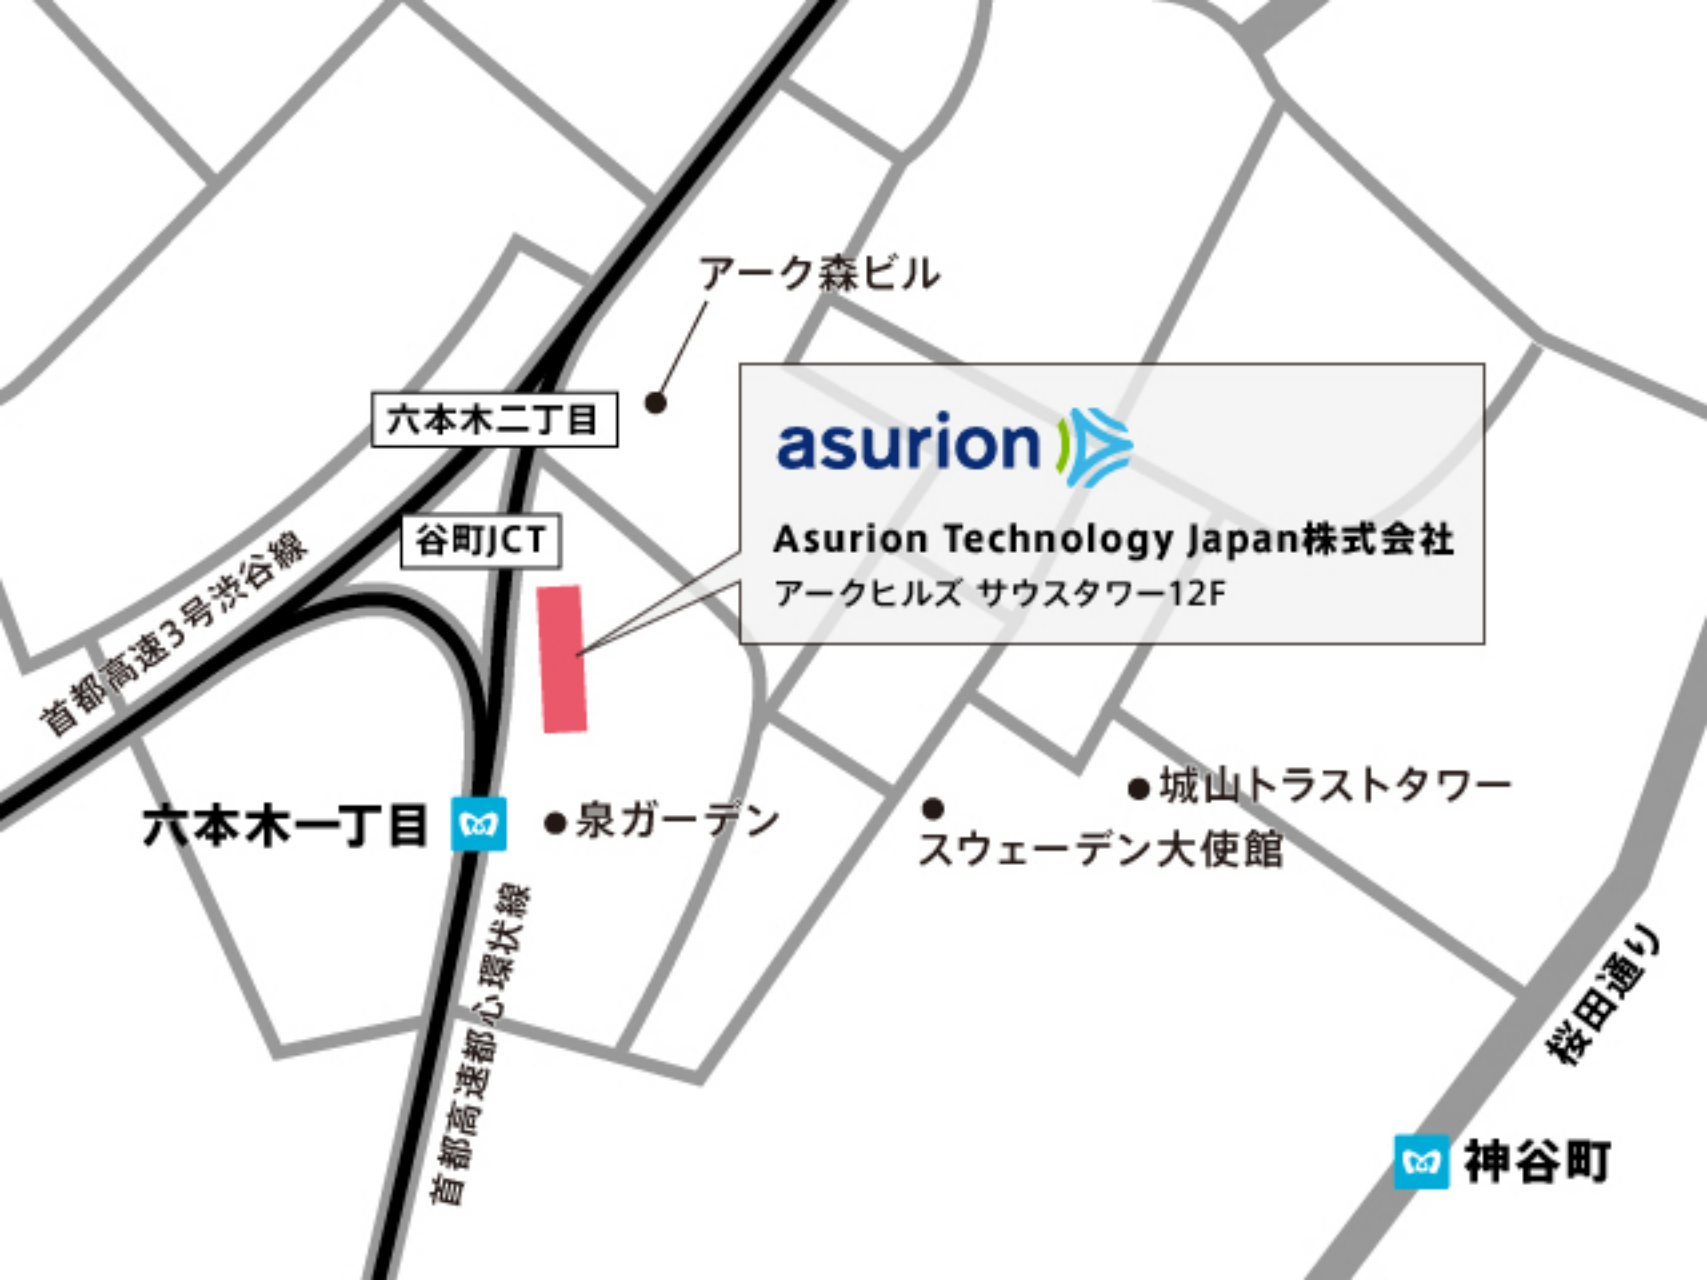 アーク森ビル
六本木二丁目
asurion
谷町JCT
Asurion Technology Japan株式会社
アークヒルズ サウスタワー12F
首都高速3号渋谷線
六本木一丁目
泉ガーデン
城山トラストタワー
スウェーデン大使館
首都高速都心環状線
桜田通り
神谷町